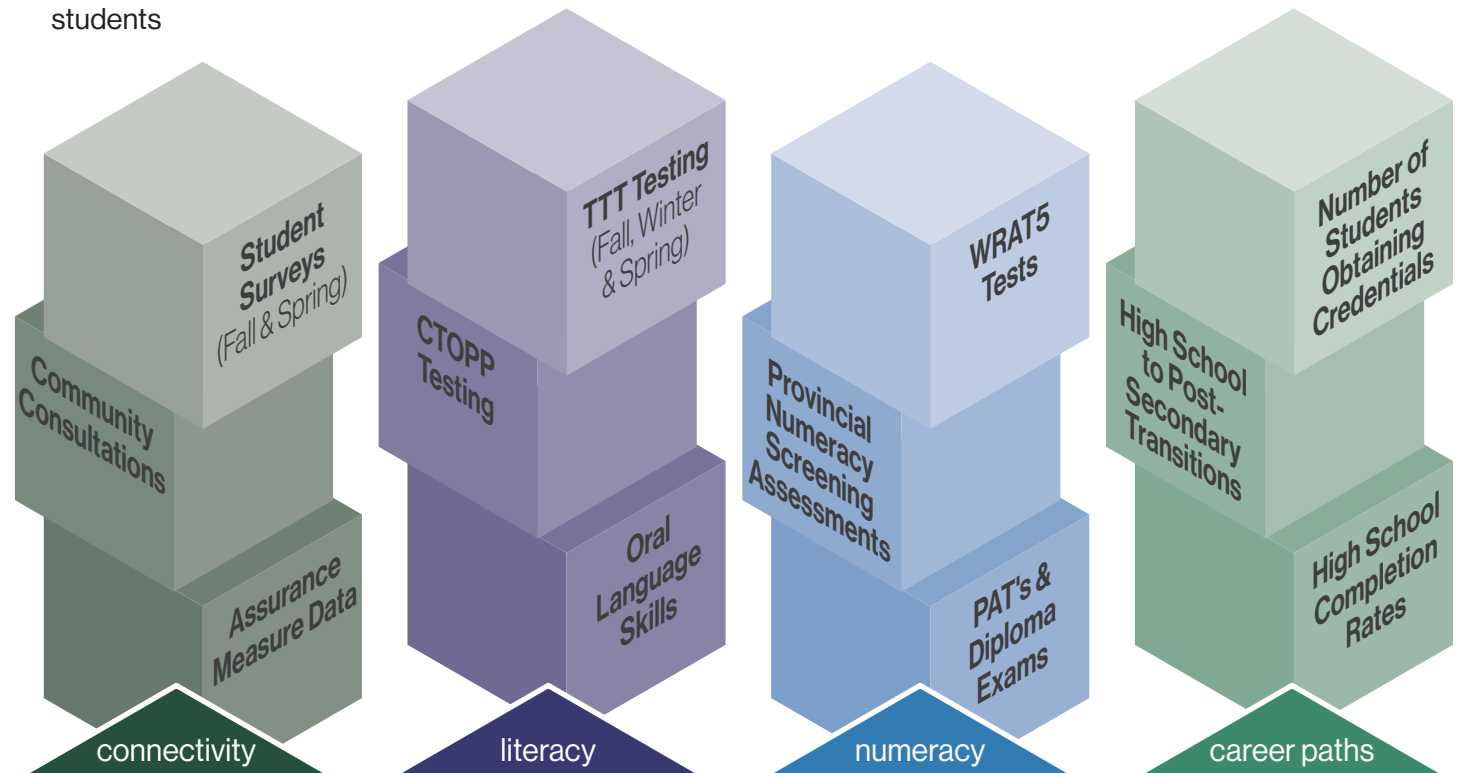 students
Student
Surveys
(Fall & Spring)
Community
Consultations
Assurance
Measure Data
connectivity
TTT Testing
(Fall, Winter
& Spring)
CTOPP
Testing
Oral
Language
Skills
literacy
WRAT5
Tests
Provincial
Numeracy
Screening
Assessments
PAT's &
Diploma
Exams
numeracy
Number of
Students
Obtaining
Credentials
High School
to Post-
Secondary
Transitions
High School
Completion
Rates
career paths